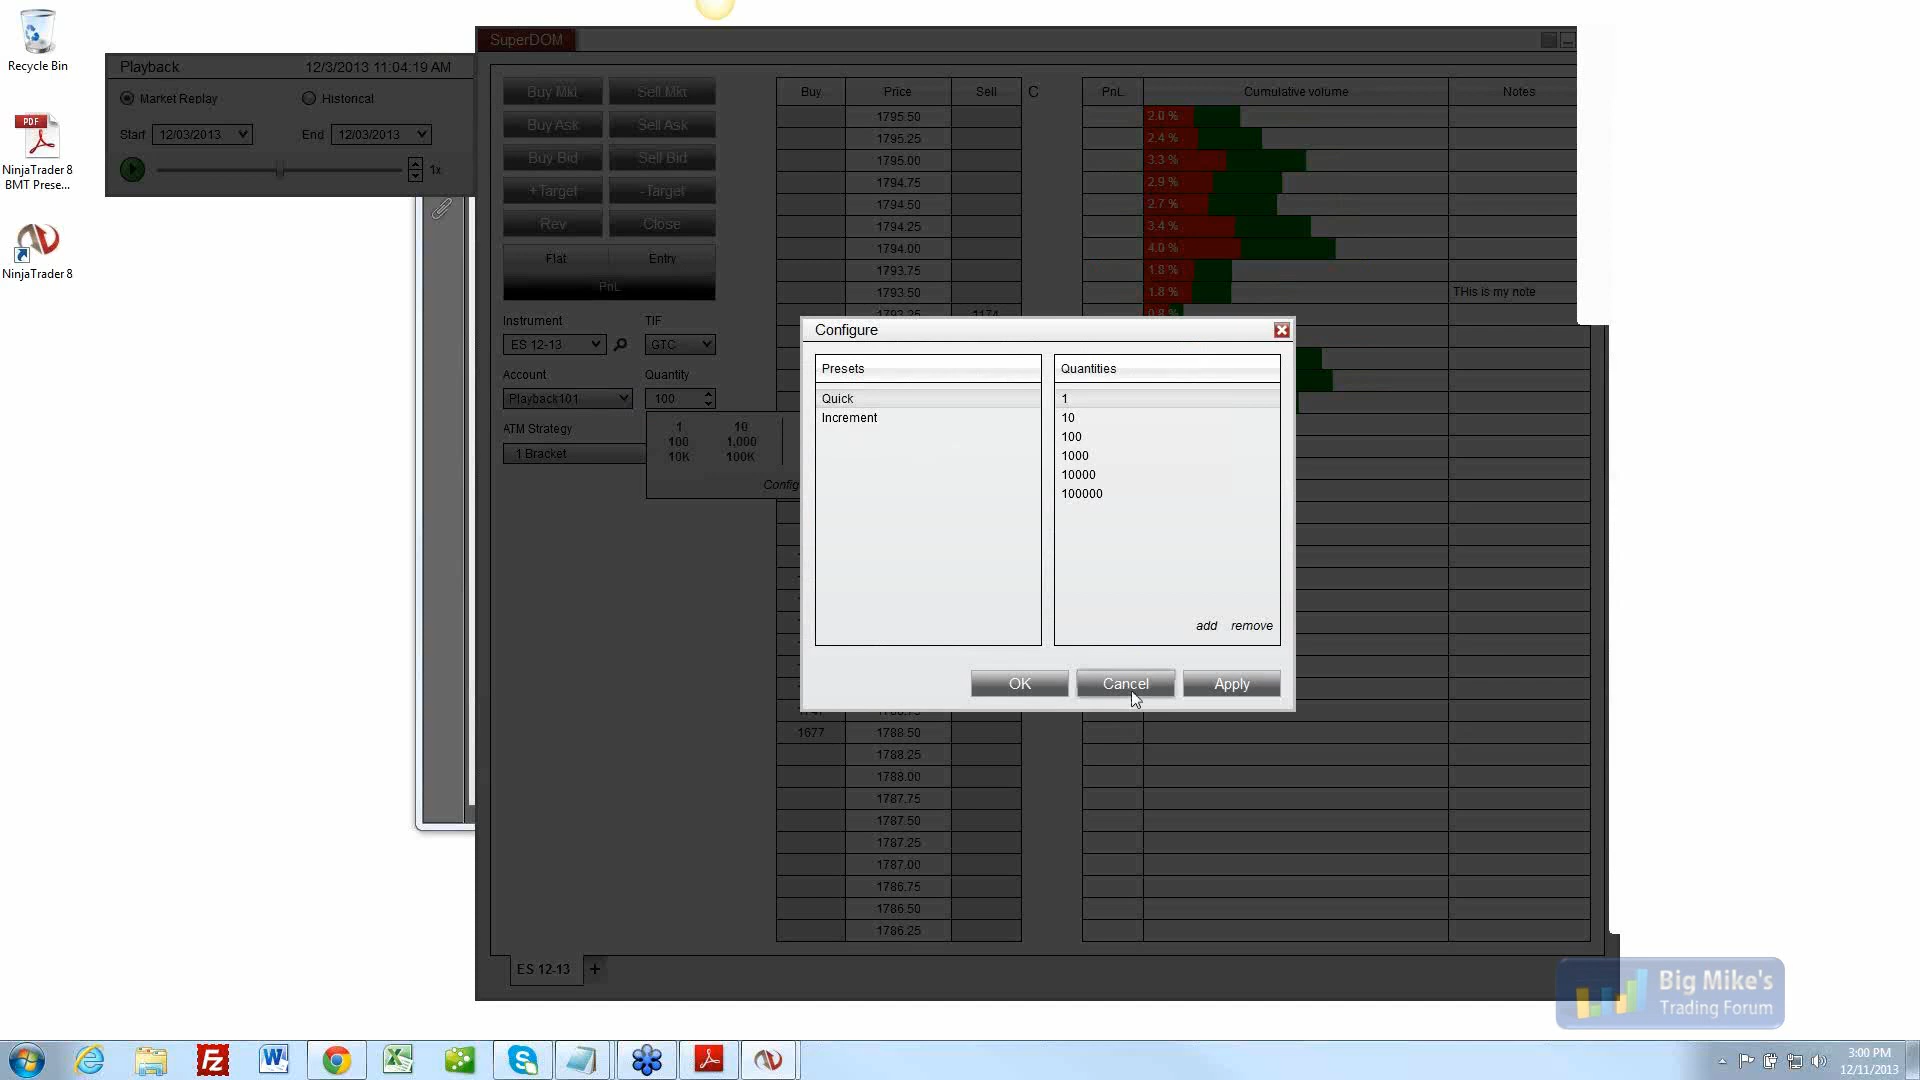 Recycle Bin
PDF
NinjaTrader 8
BMT Prese...
NinjaTrader 8
Playback
12/3/2013 11:04:19 AM
Market Replay
Historical
Start 12/03/2013
End 12/03/2013
1x
SuperDOM
Buy Mkt
Sell Mkt
Buy Ask
Sell Ask
Buy Bid
Sell Bid
+Target
-Target
Rev
Close
Flat
Entry
PnL
Instrument
TIF
ES 12-13
GTC
Account
Quantity
Playback101
100
ATM Strategy
1 Bracket
1 10
100 1,000
10K 100K
Config
Buy Price Sell C
PnL Cumulative volume Notes
1795.50 2.0 %
1795.25 2.4 %
1795.00 3.3 %
1794.75 2.9 %
1794.50 2.7 %
1794.25 3.4 %
1794.00 4.0 %
1793.75 1.8 %
1793.50 1.8 % THis is my note
1793.25 1174 0.8 %
Configure
Presets
Quick
Increment
Quantities
1
10
100
1000
10000
100000
add remove
OK
Cancel
Apply
1677 1788.50
1788.25
1788.00
1787.75
1787.50
1787.25
1787.00
1786.75
1786.50
1786.25
ES 12-13 +
Big Mike's
Trading Forum
3:00 PM
12/11/2013